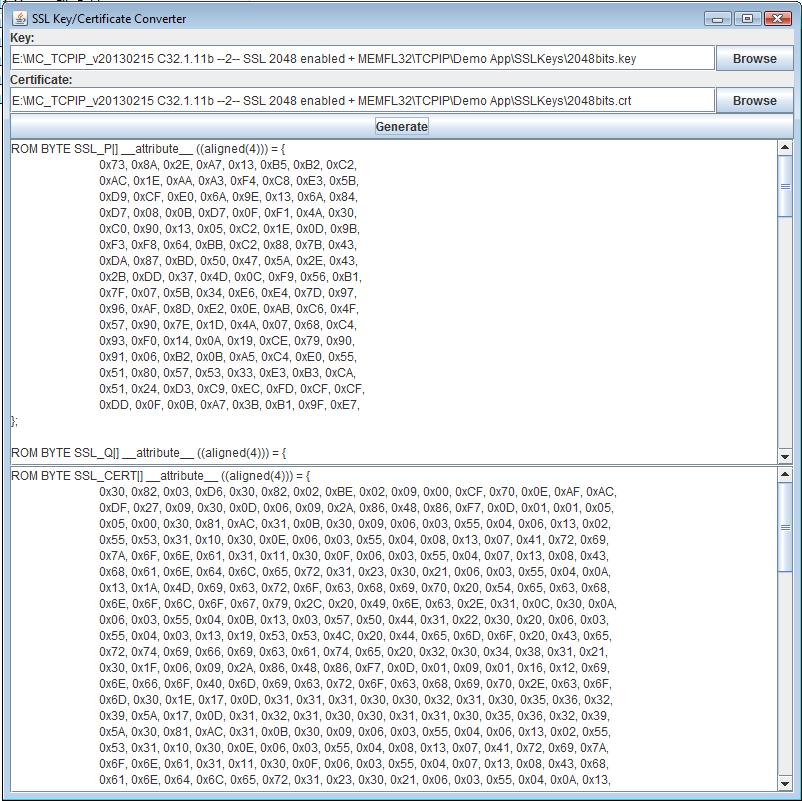 SSL Key/Certificate Converter
Key:
E:\MC_TCPIP_v20130215 C32.1.11b --2-- SSL 2048 enabled + MEMFL32\TCPIP\Demo App\SSLKeys\2048bits.key
Browse
Certificate:
E:\MC_TCPIP_v20130215 C32.1.11b --2-- SSL 2048 enabled + MEMFL32\TCPIP\Demo App\SSLKeys\2048bits.crt
Browse
Generate
ROM BYTE SSL_P[] __attribute__ ((aligned(4))) = {
0x73, 0x8A, 0x2E, 0xA7, 0x13, 0xB5, 0xB2, 0xC2,
0xAC, 0x1E, 0xAA, 0xA3, 0xF4, 0xC8, 0xE3, 0x5B,
0xD9, 0xCF, 0xE0, 0x6A, 0x9E, 0x13, 0x6A, 0x84,
0xD7, 0x08, 0x0B, 0xD7, 0x0F, 0xF1, 0x4A, 0x30,
0xC0, 0x90, 0x13, 0x05, 0xC2, 0x1E, 0x0D, 0x9B,
0xF3, 0xF8, 0x64, 0xBB, 0xC2, 0x88, 0x7B, 0x43,
0xDA, 0x87, 0xBD, 0x50, 0x47, 0x5A, 0x2E, 0x43,
0x2B, 0xDD, 0x37, 0x4D, 0x0C, 0xF9, 0x56, 0xB1,
0x7F, 0x07, 0x5B, 0x34, 0xE6, 0xE4, 0x7D, 0x97,
0x96, 0xAF, 0x8D, 0xE2, 0x0E, 0xAB, 0xC6, 0x4F,
0x57, 0x90, 0x7E, 0x1D, 0x4A, 0x07, 0x68, 0xC4,
0x93, 0xF0, 0x14, 0x0A, 0x19, 0xCE, 0x79, 0x90,
0x91, 0x06, 0xB2, 0x0B, 0xA5, 0xC4, 0xE0, 0x55,
0x51, 0x80, 0x57, 0x53, 0x33, 0xE3, 0xB3, 0xCA,
0x51, 0x24, 0xD3, 0xC9, 0xEC, 0xFD, 0xCF, 0xCF,
0xDD, 0x0F, 0x0B, 0xA7, 0x3B, 0xB1, 0x9F, 0xE7,
};
ROM BYTE SSL_Q[] __attribute__ ((aligned(4))) = {
ROM BYTE SSL_CERT[] __attribute__ ((aligned(4))) = {
0x30, 0x82, 0x03, 0xD6, 0x30, 0x82, 0x02, 0xBE, 0x02, 0x09, 0x00, 0xCF, 0x70, 0x0E, 0xAF, 0xAC,
0xDF, 0x27, 0x09, 0x30, 0x0D, 0x06, 0x09, 0x2A, 0x86, 0x48, 0x86, 0xF7, 0x0D, 0x01, 0x01, 0x05,
0x05, 0x00, 0x30, 0x81, 0xAC, 0x31, 0x0B, 0x30, 0x09, 0x06, 0x03, 0x55, 0x04, 0x06, 0x13, 0x02,
0x55, 0x53, 0x31, 0x10, 0x30, 0x0E, 0x06, 0x03, 0x55, 0x04, 0x08, 0x13, 0x07, 0x41, 0x72, 0x69,
0x7A, 0x6F, 0x6E, 0x61, 0x31, 0x11, 0x30, 0x0F, 0x06, 0x03, 0x55, 0x04, 0x07, 0x13, 0x08, 0x43,
0x68, 0x61, 0x6E, 0x64, 0x6C, 0x65, 0x72, 0x31, 0x23, 0x30, 0x21, 0x06, 0x03, 0x55, 0x04, 0x0A,
0x13, 0x1A, 0x4D, 0x69, 0x63, 0x72, 0x6F, 0x63, 0x68, 0x69, 0x70, 0x20, 0x54, 0x65, 0x63, 0x68,
0x6E, 0x6F, 0x6C, 0x6F, 0x67, 0x79, 0x2C, 0x20, 0x49, 0x6E, 0x63, 0x2E, 0x31, 0x0C, 0x30, 0x0A,
0x06, 0x03, 0x55, 0x04, 0x0B, 0x13, 0x03, 0x57, 0x50, 0x44, 0x31, 0x22, 0x30, 0x20, 0x06, 0x03,
0x55, 0x04, 0x03, 0x13, 0x19, 0x53, 0x53, 0x4C, 0x20, 0x44, 0x65, 0x6D, 0x6F, 0x20, 0x43, 0x65,
0x72, 0x74, 0x69, 0x66, 0x69, 0x63, 0x61, 0x74, 0x65, 0x20, 0x32, 0x30, 0x34, 0x38, 0x31, 0x21,
0x30, 0x1F, 0x06, 0x09, 0x2A, 0x86, 0x48, 0x86, 0xF7, 0x0D, 0x01, 0x09, 0x01, 0x16, 0x12, 0x69,
0x6E, 0x66, 0x6F, 0x40, 0x6D, 0x69, 0x63, 0x72, 0x6F, 0x63, 0x68, 0x69, 0x70, 0x2E, 0x63, 0x6F,
0x6D, 0x30, 0x1E, 0x17, 0x0D, 0x31, 0x31, 0x31, 0x30, 0x30, 0x32, 0x31, 0x30, 0x35, 0x36, 0x32,
0x39, 0x5A, 0x17, 0x0D, 0x31, 0x32, 0x31, 0x30, 0x30, 0x31, 0x31, 0x30, 0x35, 0x36, 0x32, 0x39,
0x5A, 0x30, 0x81, 0xAC, 0x31, 0x0B, 0x30, 0x09, 0x06, 0x03, 0x55, 0x04, 0x06, 0x13, 0x02, 0x55,
0x53, 0x31, 0x10, 0x30, 0x0E, 0x06, 0x03, 0x55, 0x04, 0x08, 0x13, 0x07, 0x41, 0x72, 0x69, 0x7A,
0x6F, 0x6E, 0x61, 0x31, 0x11, 0x30, 0x0F, 0x06, 0x03, 0x55, 0x04, 0x07, 0x13, 0x08, 0x43, 0x68,
0x61, 0x6E, 0x64, 0x6C, 0x65, 0x72, 0x31, 0x23, 0x30, 0x21, 0x06, 0x03, 0x55, 0x04, 0x0A, 0x13,